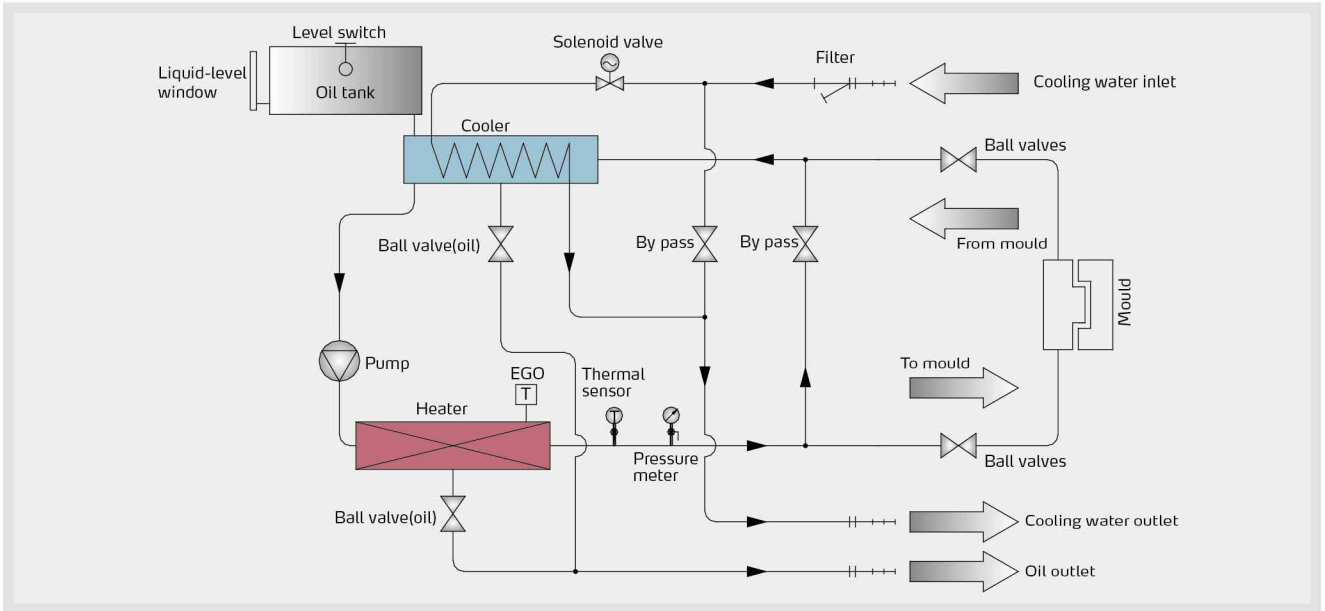 Level switch
Solenoid valve
Filter
Liquid-level
window
Oil tank
Cooling water inlet
Cooler
Ball valves
Ball valve(oil)
By pass
By pass
From mould
Mould
Pump
To mould
EGO
T
Thermal
sensor
T
Heater
Pressure
meter
Ball valves
Ball valve(oil)
Cooling water outlet
Oil outlet